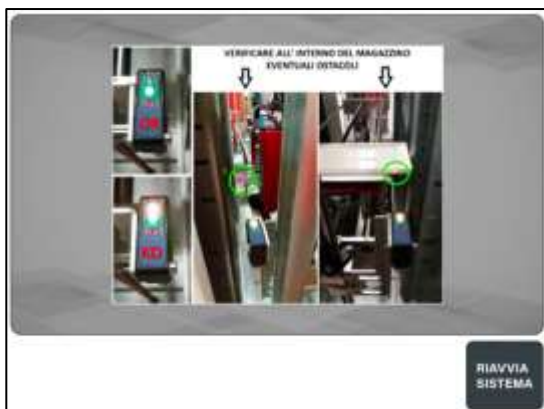 VERIFICARE ALL' INTERNO DEL MAGAZZINO
EVENTUALI OSTACOLI
OK
KO
RIAVVIA
SISTEMA